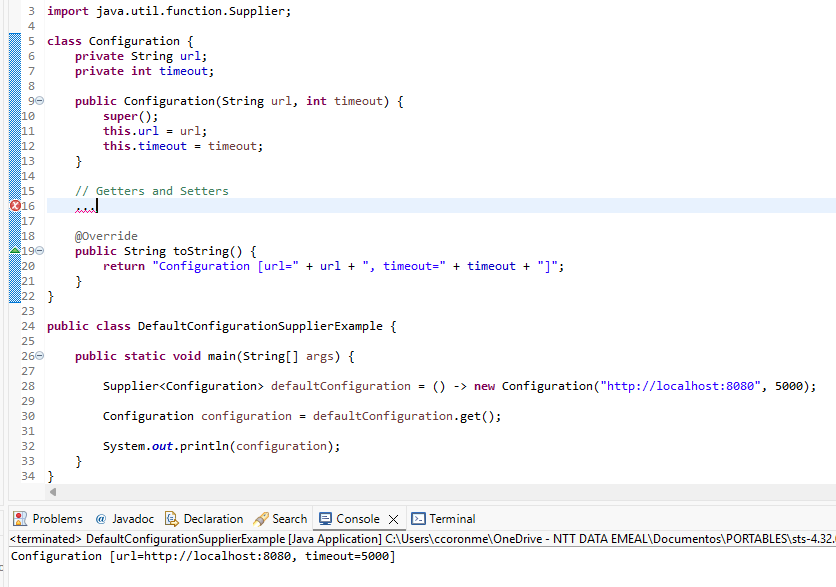 3 import java.util.function.Supplier;
4
5 class Configuration {
6     private String url;
7     private int timeout;
8
9     public Configuration(String url, int timeout) {
10         super();
11         this.url = url;
12         this.timeout = timeout;
13     }
14
15     // Getters and Setters
16     ...
17
18     @Override
19     public String toString() {
20         return "Configuration [url=" + url + ", timeout=" + timeout + "]";
21     }
22 }
23
24 public class DefaultConfigurationSupplierExample {
25
26     public static void main(String[] args) {
27
28         Supplier<Configuration> defaultConfiguration = () -> new Configuration("http://localhost:8080", 5000);
29
30         Configuration configuration = defaultConfiguration.get();
31
32         System.out.println(configuration);
33     }
34 }
Problems @ Javadoc Declaration Search Console Terminal
<terminated> DefaultConfigurationSupplierExample [Java Application] C:\Users\ccoronme\OneDrive - NTT DATA EMEAL\Documentos\PORTABLES\sts-4.32.
Configuration [url=http://localhost:8080, timeout=5000]